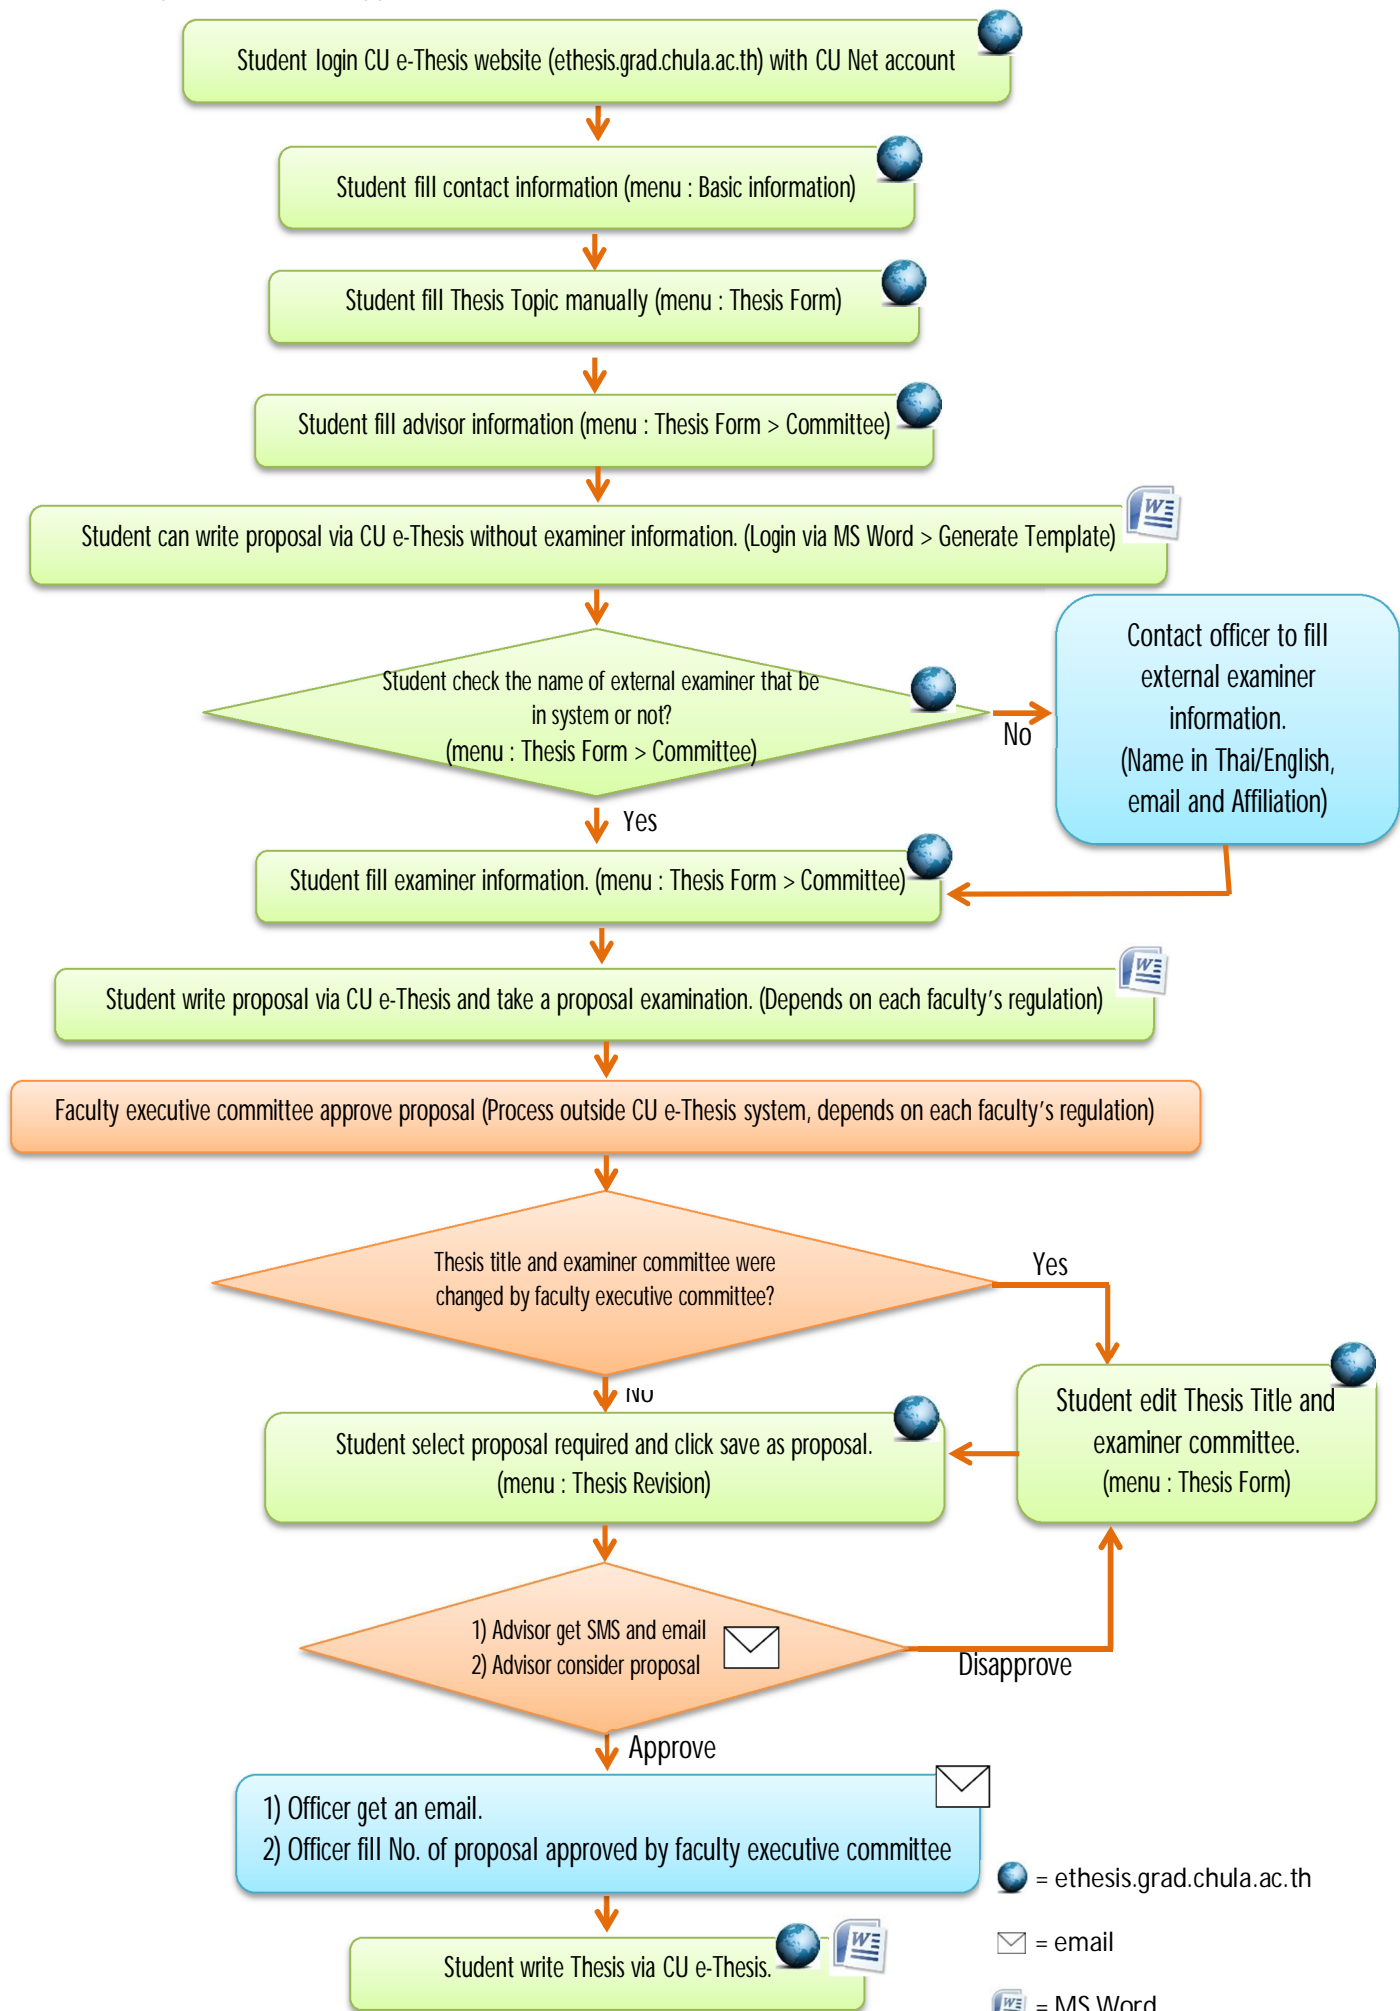 Student login CU e-Thesis website (ethesis.grad.chula.ac.th) with CU Net account
Student fill contact information (menu : Basic information)
Student fill Thesis Topic manually (menu : Thesis Form)
Student fill advisor information (menu : Thesis Form > Committee)
Student can write proposal via CU e-Thesis without examiner information. (Login via MS Word > Generate Template)
Student check the name of external examiner that be
in system or not?
(menu : Thesis Form > Committee)
No
Contact officer to fill
external examiner
information.
(Name in Thai/English,
email and Affiliation)
Yes
Student fill examiner information. (menu : Thesis Form > Committee)
Student write proposal via CU e-Thesis and take a proposal examination. (Depends on each faculty's regulation)
Faculty executive committee approve proposal (Process outside CU e-Thesis system, depends on each faculty's regulation)
Thesis title and examiner committee were
changed by faculty executive committee?
Yes
No
Student edit Thesis Title and
examiner committee.
(menu : Thesis Form)
Student select proposal required and click save as proposal.
(menu : Thesis Revision)
1) Advisor get SMS and email
2) Advisor consider proposal
Disapprove
Approve
1) Officer get an email.
2) Officer fill No. of proposal approved by faculty executive committee
Student write Thesis via CU e-Thesis.
= ethesis.grad.chula.ac.th
= email
= MS Word